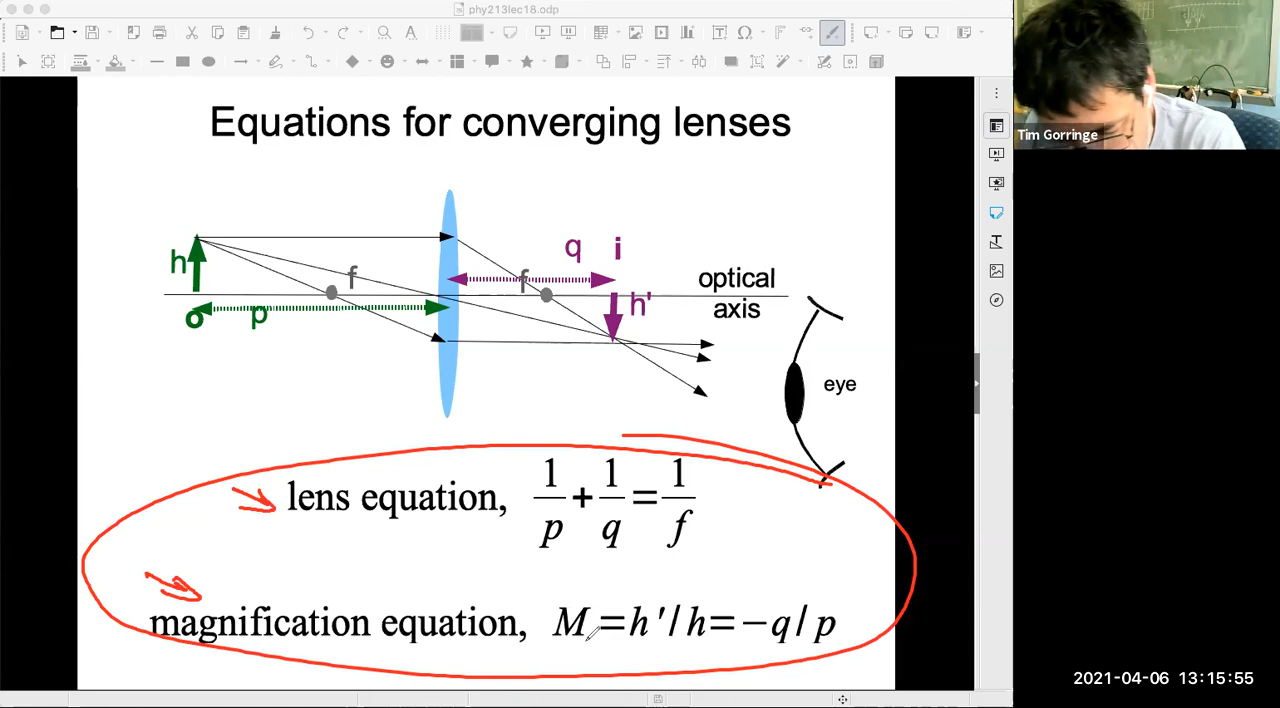 phy213lec18.odp
Equations for converging lenses
h
f
q
i
optical
axis
f
h'
o
p
eye
lens equation, 1/p + 1/q = 1/f
magnification equation, M=h'/h=−q/p
Tim Gorringe
2021-04-06 13:15:55